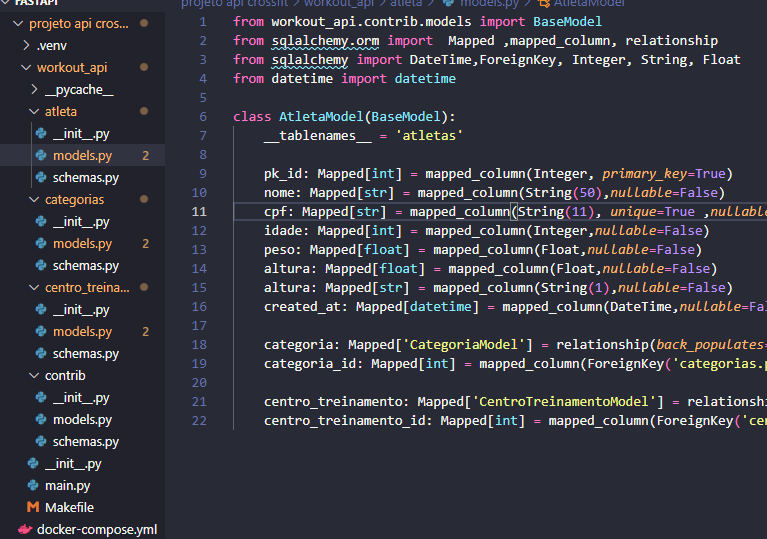 FASTAPI
projeto api cros...
.venv
workout_api
__pycache__
atleta
__init__.py
models.py 2
schemas.py
categorias
__init__.py
models.py 2
schemas.py
centro_treina...
__init__.py
models.py 2
schemas.py
contrib
__init__.py
models.py
schemas.py
__init__.py
main.py
Makefile
docker-compose.yml
projeto api crossfit > workout_api > atleta > models.py > AtletaModel
1 from workout_api.contrib.models import BaseModel
2 from sqlalchemy.orm import  Mapped ,mapped_column, relationship
3 from sqlalchemy import DateTime,ForeignKey, Integer, String, Float
4 from datetime import datetime
5
6 class AtletaModel(BaseModel):
7     __tablenames__ = 'atletas'
8
9     pk_id: Mapped[int] = mapped_column(Integer, primary_key=True)
10     nome: Mapped[str] = mapped_column(String(50),nullable=False)
11     cpf: Mapped[str] = mapped_column(String(11), unique=True ,nullable
12     idade: Mapped[int] = mapped_column(Integer,nullable=False)
13     peso: Mapped[float] = mapped_column(Float,nullable=False)
14     altura: Mapped[float] = mapped_column(Float,nullable=False)
15     altura: Mapped[str] = mapped_column(String(1),nullable=False)
16     created_at: Mapped[datetime] = mapped_column(DateTime,nullable=Fal
17
18     categoria: Mapped['CategoriaModel'] = relationship(back_populates=
19     categoria_id: Mapped[int] = mapped_column(ForeignKey('categorias.p
20
21     centro_treinamento: Mapped['CentroTreinamentoModel'] = relationshi
22     centro_treinamento_id: Mapped[int] = mapped_column(ForeignKey('cen